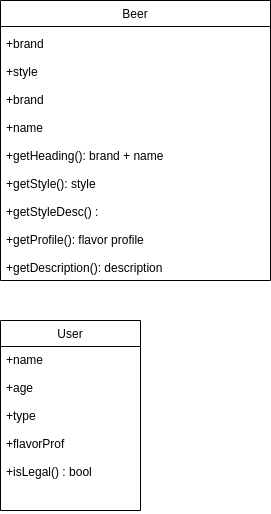 Beer
+brand
+style
+brand
+name
+getHeading(): brand + name
+getStyle(): style
+getStyleDesc() :
+getProfile(): flavor profile
+getDescription(): description
User
+name
+age
+type
+flavorProf
+isLegal() : bool